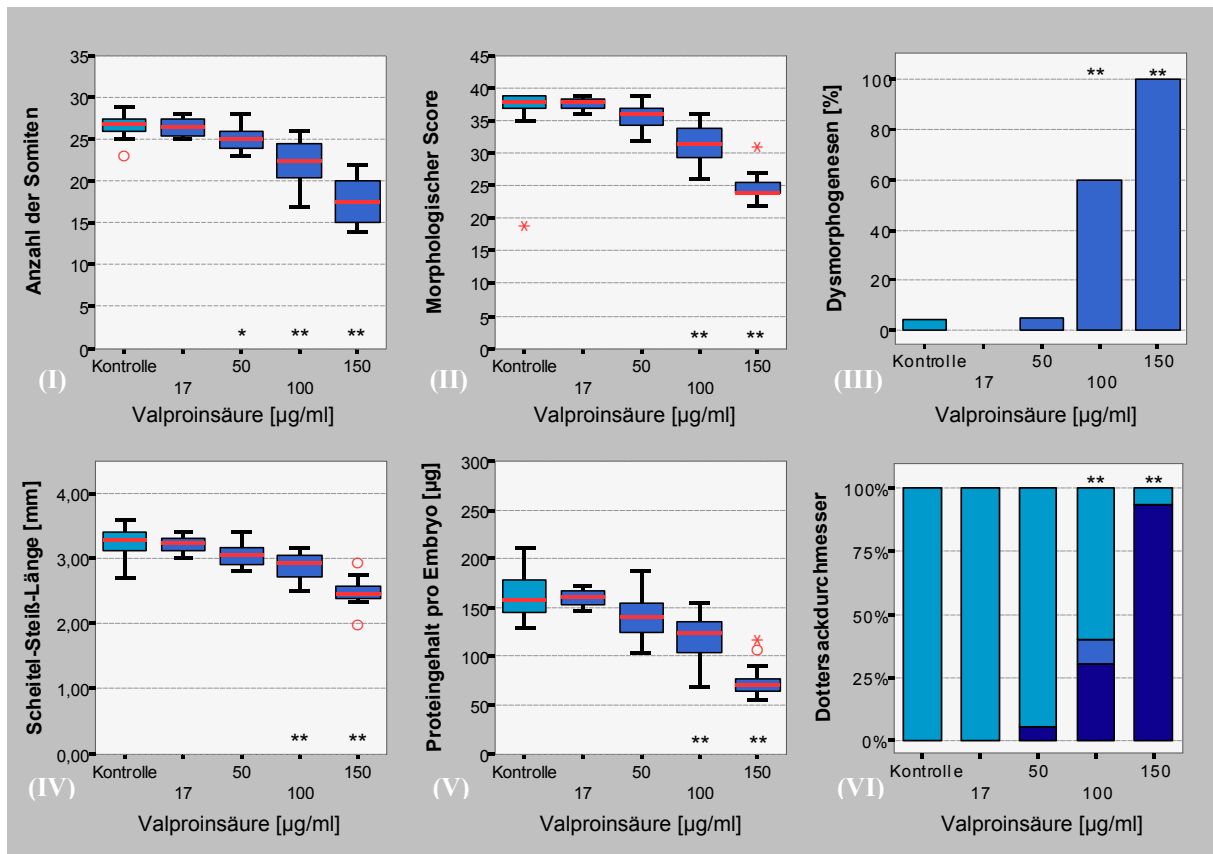 Anzahl der Somiten
35
30
25
20
15
10
5
0
* ** **
Kontrolle 50 150
17 100
(I)
Valproinsäure [µg/ml]
Morphologischer Score
45
40
35
30
25
20
15
10
5
0
** **
Kontrolle 50 150
17 100
(II)
Valproinsäure [µg/ml]
Dysmorphogenesen [%]
** **
100
80
60
40
20
0
Kontrolle 50 150
17 100
(III)
Valproinsäure [µg/ml]
Scheitel-Steiß-Länge [mm]
4,00
3,00
2,00
1,00
0,00
** **
Kontrolle 50 150
17 100
(IV)
Valproinsäure [µg/ml]
Proteingehalt pro Embryo [µg]
300
250
200
150
100
50
0
** **
Kontrolle 50 150
17 100
(V)
Valproinsäure [µg/ml]
Dottersackdurchmesser
** **
100%
75%
50%
25%
0%
Kontrolle 50 150
17 100
(VI)
Valproinsäure [µg/ml]